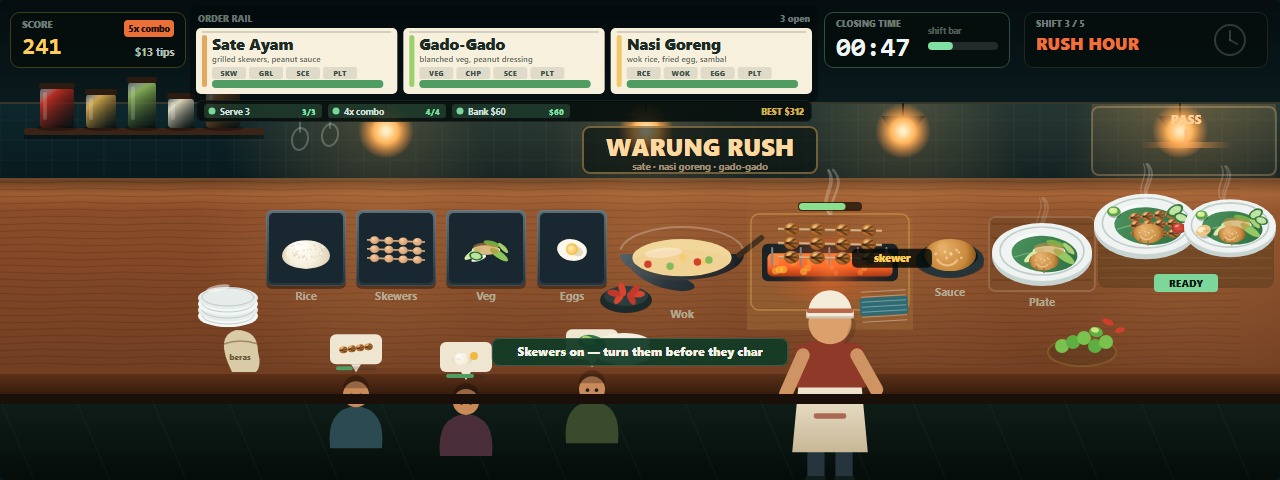 SCORE
5x combo
241
$13 tips
ORDER RAIL
3 open
Sate Ayam
grilled skewers, peanut sauce
SKW GRL SCE PLT
Gado-Gado
blanched veg, peanut dressing
VEG CHP SCE PLT
Nasi Goreng
wok rice, fried egg, sambal
RCE WOK EGG PLT
Serve 3 3/3
4x combo 4/4
Bank $60 $60
BEST $312
CLOSING TIME
00:47
shift bar
SHIFT 3 / 5
RUSH HOUR
PASS
WARUNG RUSH
sate · nasi goreng · gado-gado
skewer
Rice
Skewers
Veg
Eggs
Wok
Sauce
Plate
READY
beras
Skewers on — turn them before they char